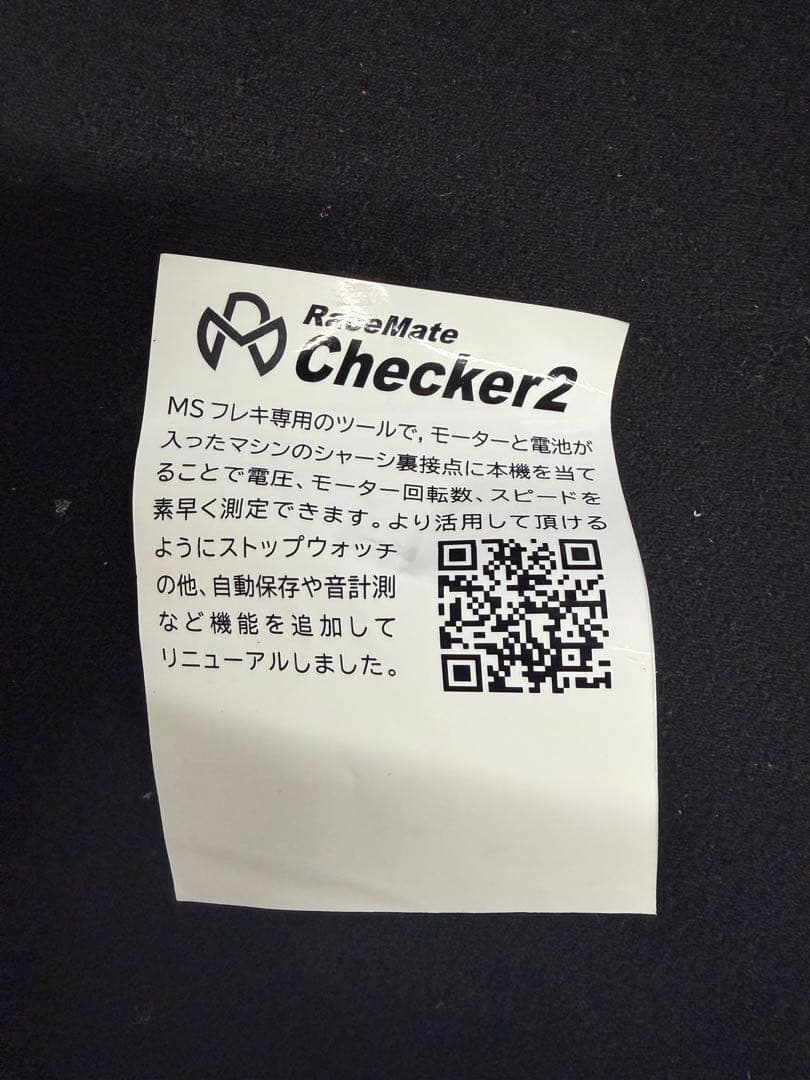 RaceMate
Checker2
MSフレキ専用のツールで，モーターと電池が
入ったマシンのシャーシ裏接点に本機を当て
ることで電圧、モーター回転数、スピードを
素早く測定できます。より活用して頂ける
ようにストップウォッチ
の他、自動保存や音計測
など機能を追加して
リニューアルしました。